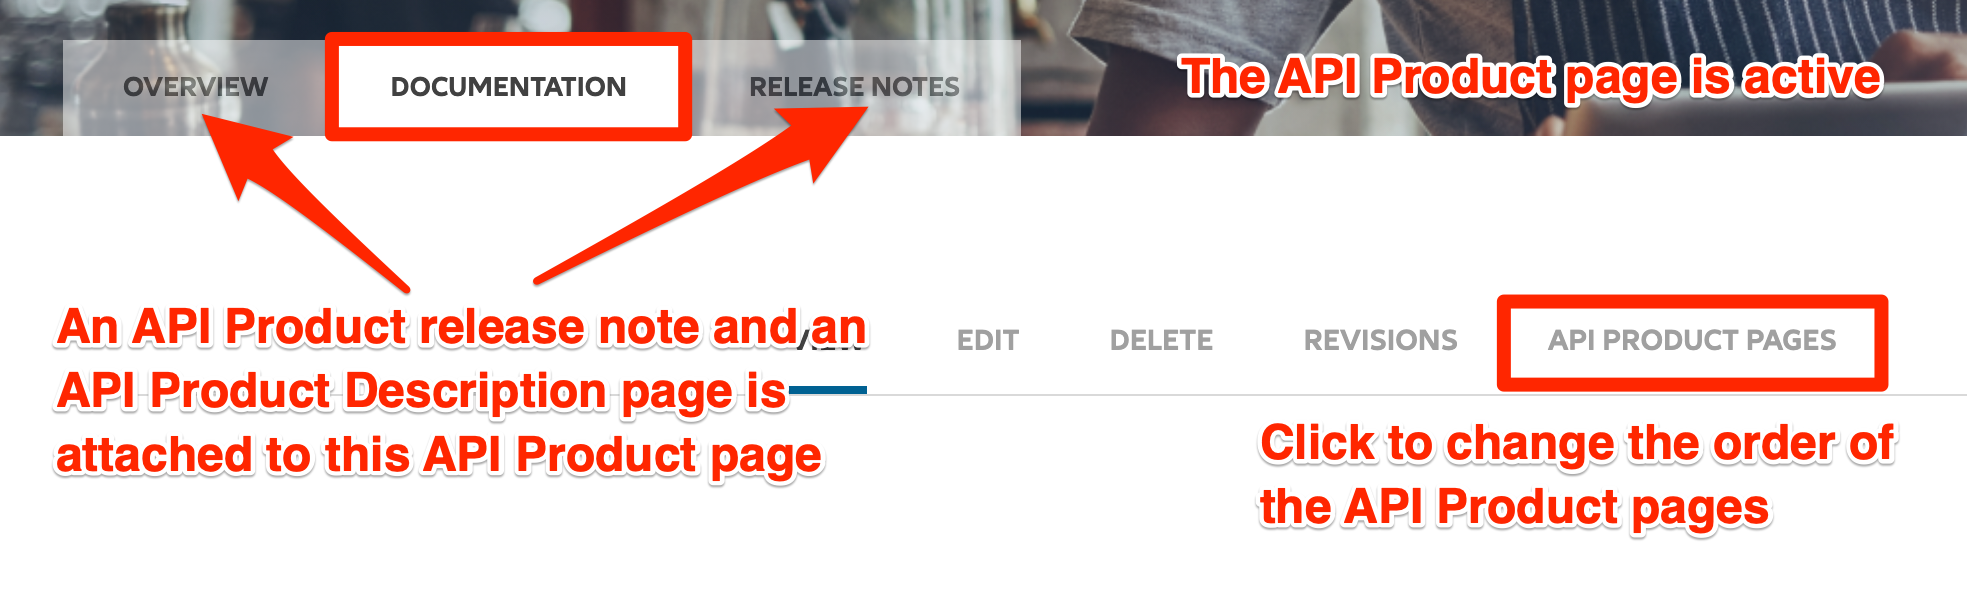 OVERVIEW
DOCUMENTATION
RELEASE NOTES
The API Product page is active
An API Product release note and an
API Product Description page is
attached to this API Product page
EDIT
DELETE
REVISIONS
API PRODUCT PAGES
Click to change the order of
the API Product pages